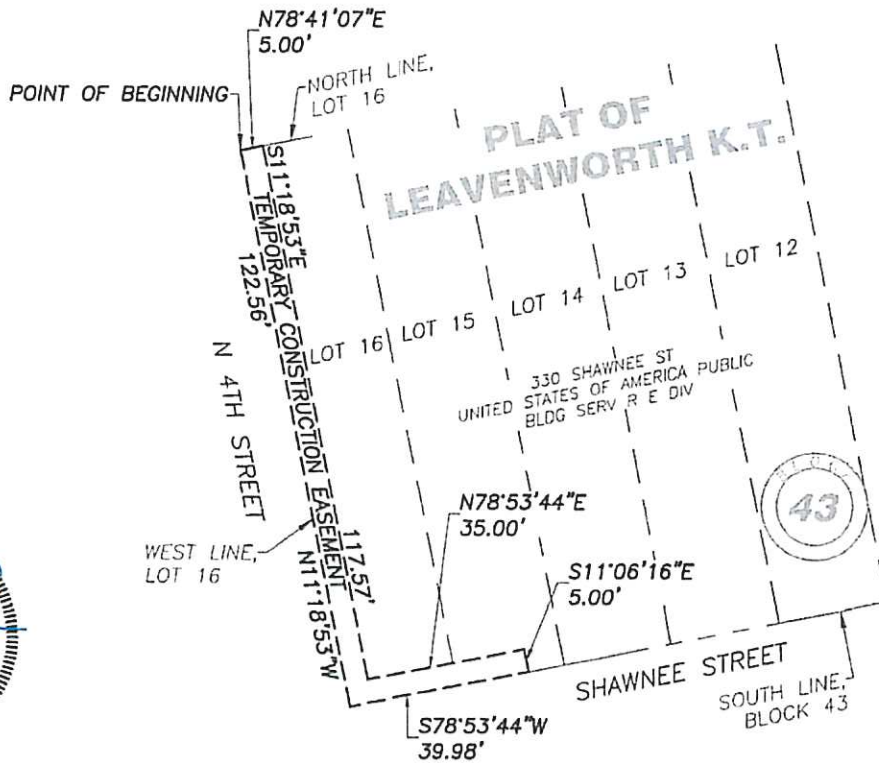 N78°41'07"E
5.00'
POINT OF BEGINNING
NORTH LINE,
LOT 16
PLAT OF
LEAVENWORTH K.T.
S11°18'53"E
TEMPORARY CONSTRUCTION EASEMENT
122.56'
117.57'
N11°18'53"W
N 4TH STREET
LOT 16
LOT 15
LOT 14
LOT 13
LOT 12
330 SHAWNEE ST
UNITED STATES OF AMERICA PUBLIC
BLDG SERV R E DIV
BLOCK
43
WEST LINE,
LOT 16
N78°53'44"E
35.00'
S11°06'16"E
5.00'
SHAWNEE STREET
SOUTH LINE,
BLOCK 43
S78°53'44"W
39.98'